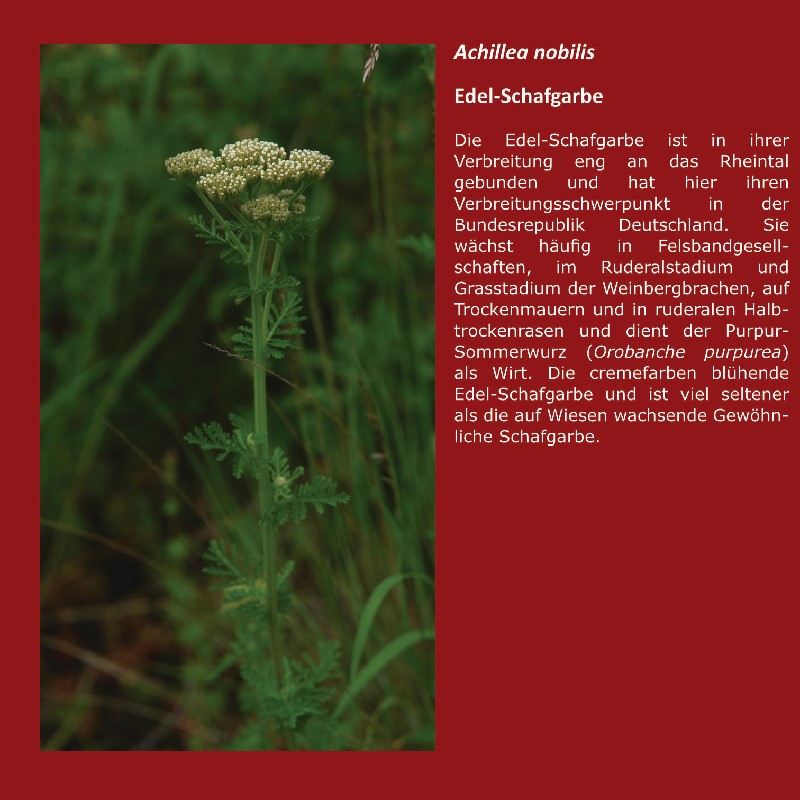 Achillea nobilis
Edel-Schafgarbe
Die Edel-Schafgarbe ist in ihrer
Verbreitung eng an das Rheintal
gebunden und hat hier ihren
Verbreitungsschwerpunkt in der
Bundesrepublik Deutschland. Sie
wächst häufig in Felsbandgesell-
schaften, im Ruderalstadium und
Grasstadium der Weinbergbrachen, auf
Trockenmauern und in ruderalen Halb-
trockenrasen und dient der Purpur-
Sommerwurz (Orobanche purpurea)
als Wirt. Die cremefarben blühende
Edel-Schafgarbe und ist viel seltener
als die auf Wiesen wachsende Gewöhn-
liche Schafgarbe.